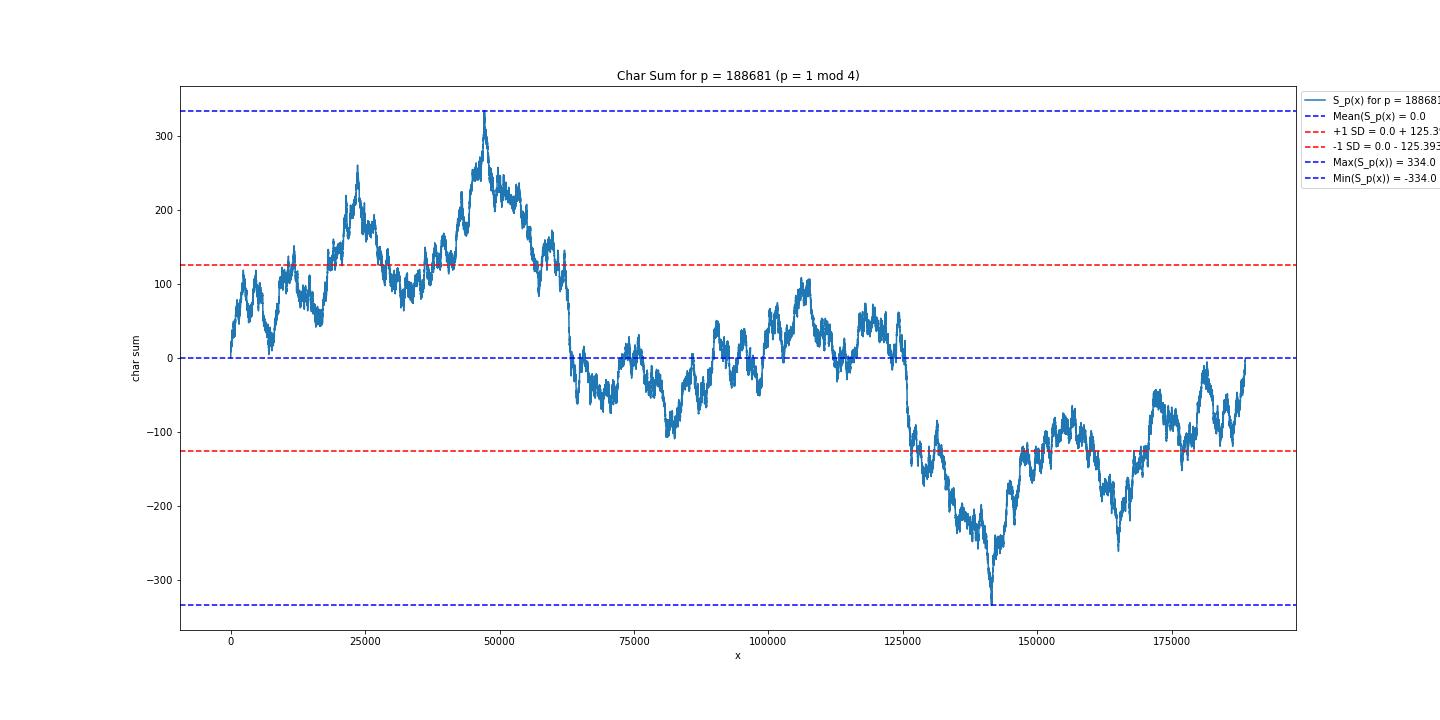 Char Sum for p = 188681 (p = 1 mod 4)
S_p(x) for p = 188681
Mean(S_p(x) = 0.0
+1 SD = 0.0 + 125.39
-1 SD = 0.0 - 125.393
Max(S_p(x)) = 334.0
Min(S_p(x)) = -334.0
char sum
300
200
100
0
−100
−200
−300
0
25000
50000
75000
100000
125000
150000
175000
x